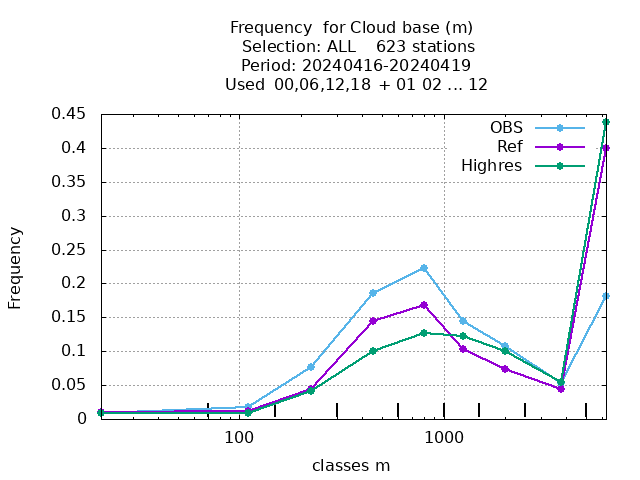 Frequency  for Cloud base (m)
Selection: ALL    623 stations
Period: 20240416-20240419
Used  00,06,12,18 + 01 02 ... 12
0.45
OBS
Ref
0.4
Highres
0.35
0.3
0.25
Frequency
0.2
0.15
0.1
0.05
0
100
1000
classes m